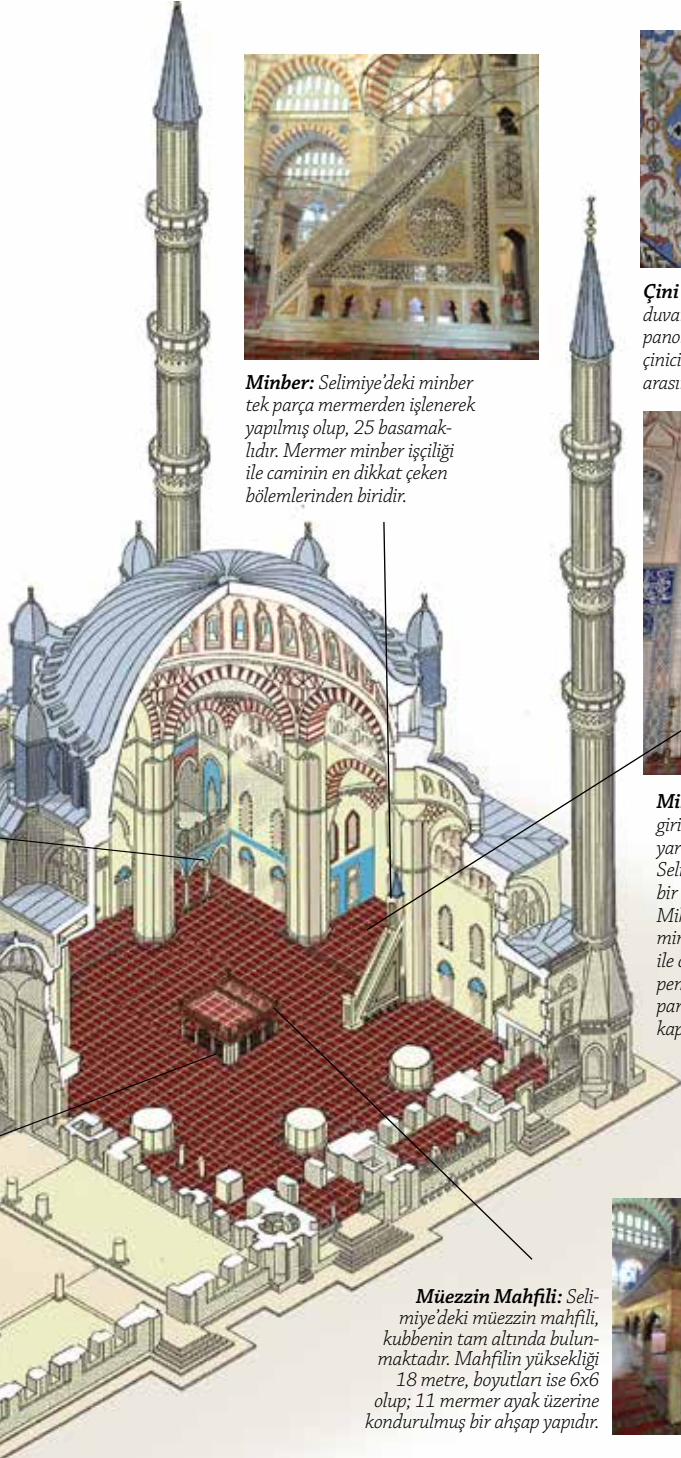 Minber: Selimiye'deki minber
tek parça mermerden işlenerek
yapılmış olup, 25 basamak-
lıdır. Mermer minber işçiliği
ile caminin en dikkat çeken
bölemlerinden biridir.
Çini
duvar
pano
çinici
arası
Mi
giri
yar
Seli
bir
Mih
min
ile
pen
par
kap
Müezzin Mahfili: Seli-
miye'deki müezzin mahfili,
kubbenin tam altında bulun-
maktadır. Mahfilin yüksekliği
18 metre, boyutları ise 6x6
olup; 11 mermer ayak üzerine
kondurulmuş bir ahşap yapıdır.